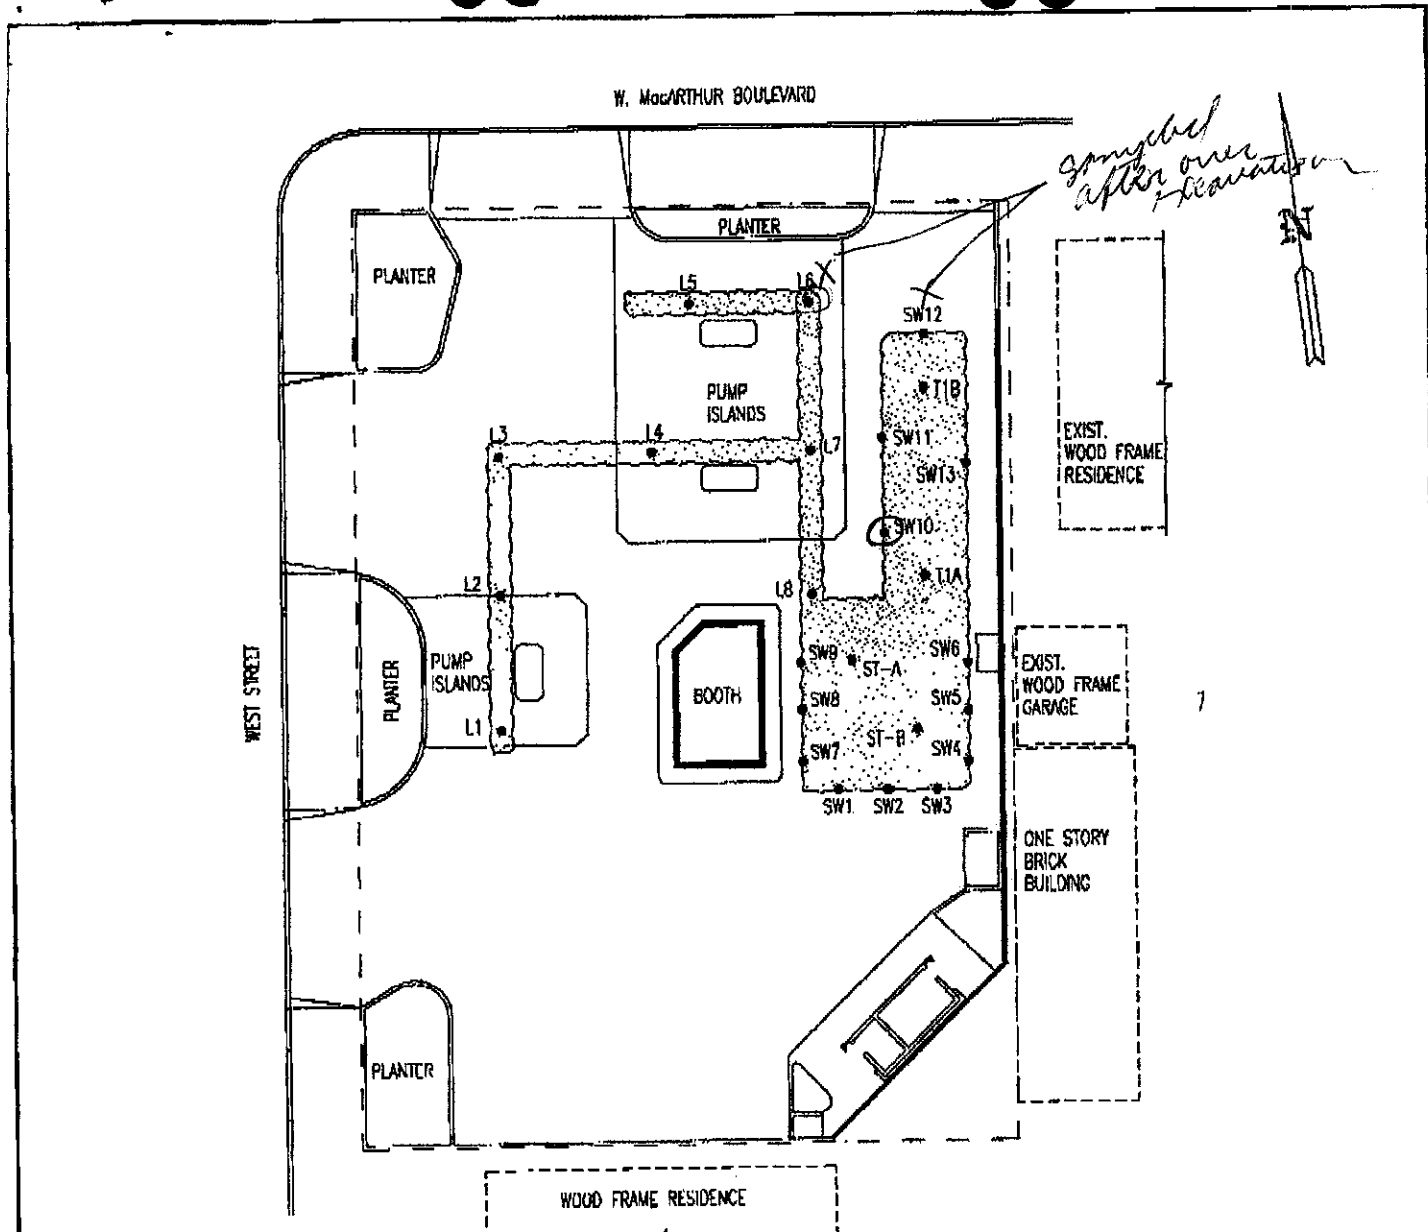 W. MacARTHUR BOULEVARD
sampled
after over
excavation
N
PLANTER
PLANTER
L5
L6
SW12
T1B
PUMP
ISLANDS
L3
L4
L7
SW11
SW13
EXIST.
WOOD FRAME
RESIDENCE
SW10
T1A
L2
L8
WEST STREET
PLANTER
PUMP
ISLANDS
L1
BOOTH
SW9
ST-A
SW6
SW8
SW5
ST-B
SW7
SW4
EXIST.
WOOD FRAME
GARAGE
SW1
SW2
SW3
ONE STORY
BRICK
BUILDING
PLANTER
WOOD FRAME RESIDENCE